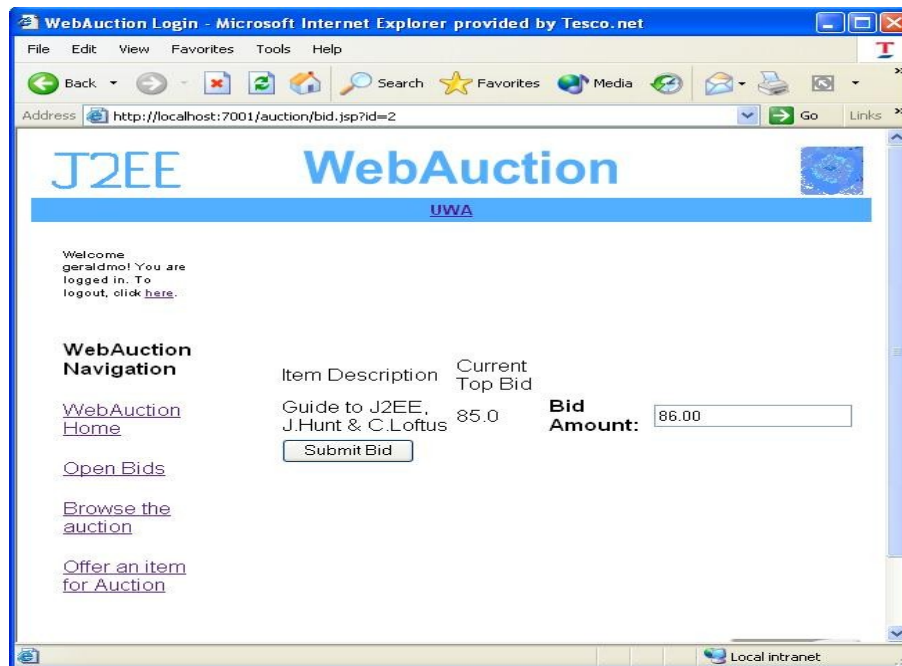 WebAuction Login - Microsoft Internet Explorer provided by Tesco.net
File Edit View Favorites Tools Help
T
Back Search Favorites Media
Address http://localhost:7001/auction/bid.jsp?id=2 Go Links »
J2EE WebAuction
UWA
Welcome
geraldmo! You are
logged in. To
logout, click here.
WebAuction
Navigation
WebAuction
Home
Open Bids
Browse the
auction
Offer an item
for Auction
Item Description
Current
Top Bid
Guide to J2EE,
J.Hunt & C.Loftus
85.0
Bid
Amount:
86.00
Submit Bid
Local intranet